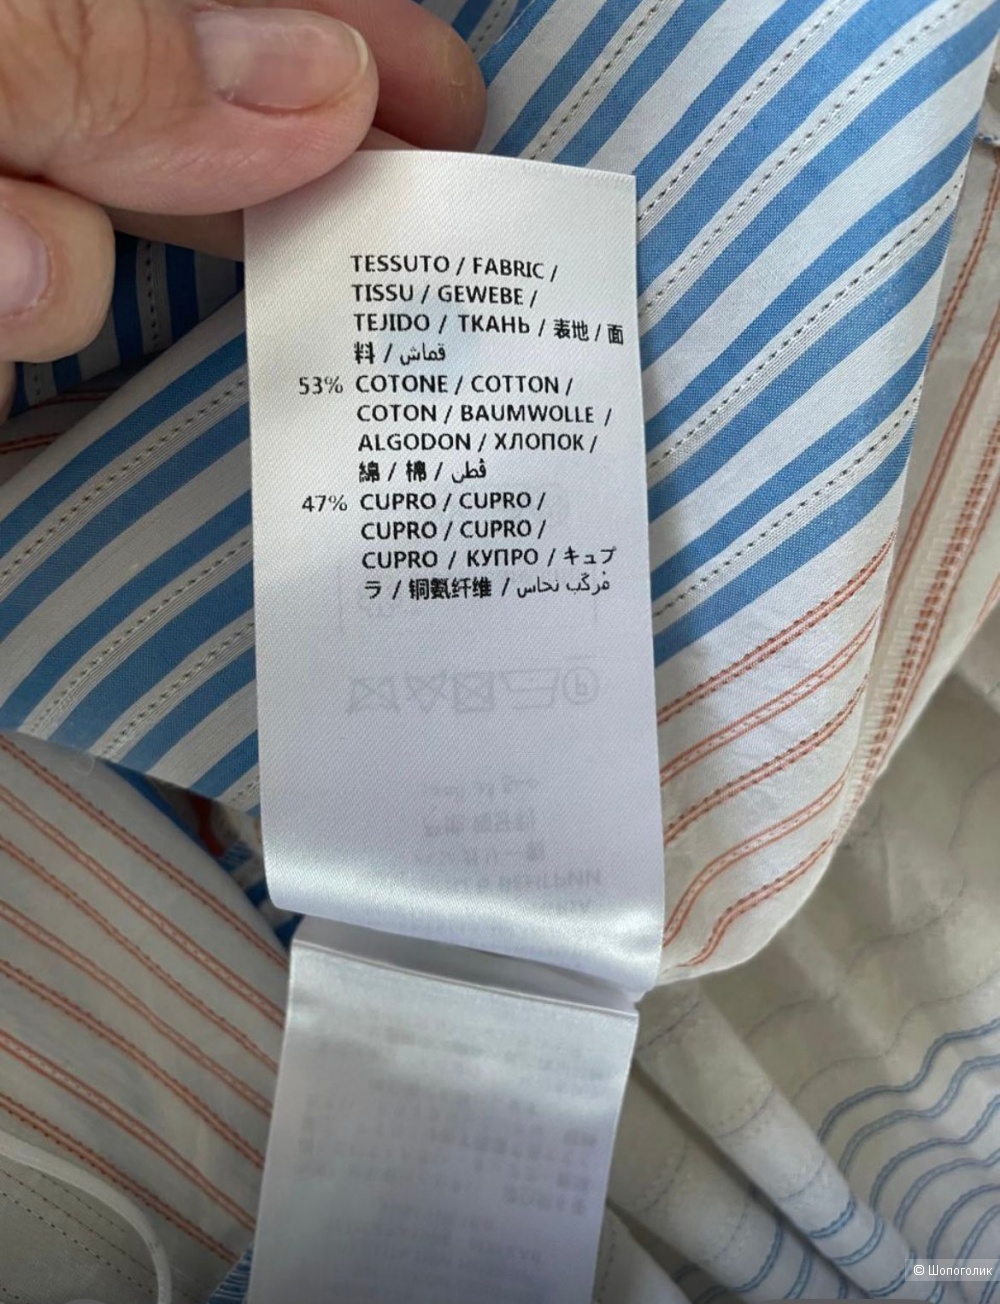 TESSUTO / FABRIC /
TISSU / GEWEBE /
TEJIDO / ТКАНЬ / 表地 / 面
料 / قماش
53% COTONE / COTTON /
COTON / BAUMWOLLE /
ALGODON / ХЛОПОК /
綿 / 棉 / قطن
47% CUPRO / CUPRO /
CUPRO / CUPRO /
CUPRO / КУПРО / キュプ
ラ / 铜氨纤维 / مركب نحاس
© Шопоголик